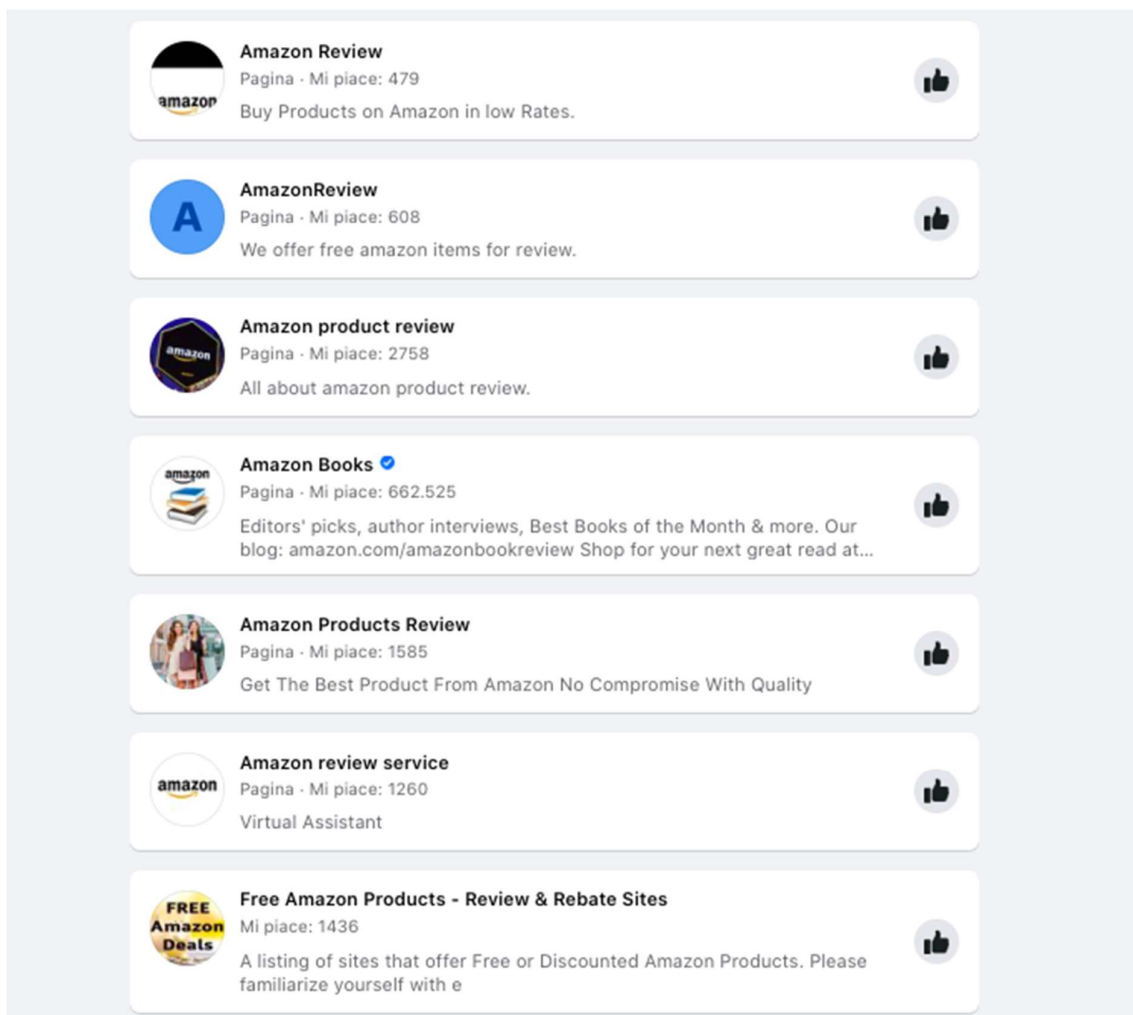 Amazon Review
Pagina · Mi piace: 479
amazon
Buy Products on Amazon in low Rates.
AmazonReview
A
Pagina · Mi piace: 608
We offer free amazon items for review.
Amazon product review
amazon
Pagina · Mi piace: 2758
All about amazon product review.
Amazon Books
amazon
Pagina · Mi piace: 662.525
Editors' picks, author interviews, Best Books of the Month & more. Our
blog: amazon.com/amazonbookreview Shop for your next great read at...
Amazon Products Review
Pagina · Mi piace: 1585
Get The Best Product From Amazon No Compromise With Quality
Amazon review service
amazon
Pagina · Mi piace: 1260
Virtual Assistant
Free Amazon Products - Review & Rebate Sites
FREE
Amazon
Deals
Mi piace: 1436
A listing of sites that offer Free or Discounted Amazon Products. Please
familiarize yourself with e